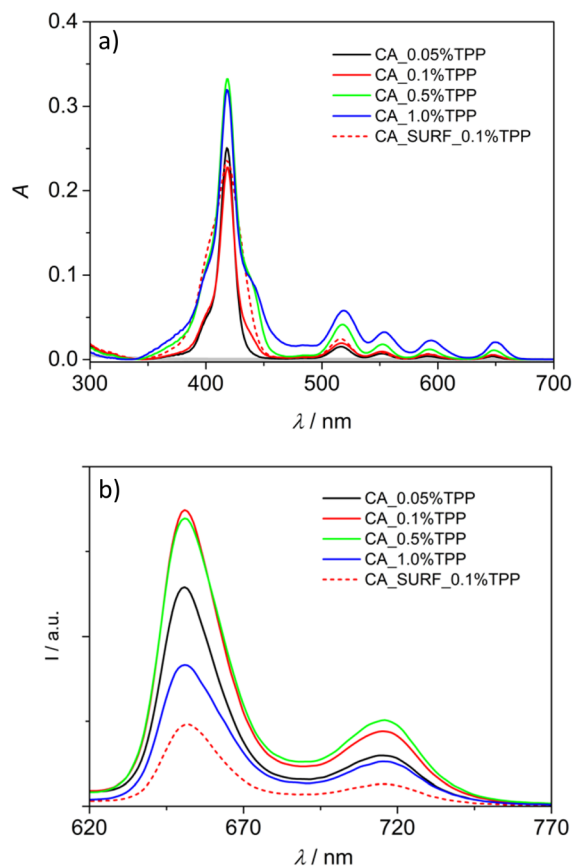 a)
0.4
0.3
0.2
0.1
0.0
A
CA_0.05%TPP
CA_0.1%TPP
CA_0.5%TPP
CA_1.0%TPP
CA_SURF_0.1%TPP
300 400 500 600 700
λ / nm
b)
I / a.u.
CA_0.05%TPP
CA_0.1%TPP
CA_0.5%TPP
CA_1.0%TPP
CA_SURF_0.1%TPP
620 670 720 770
λ / nm